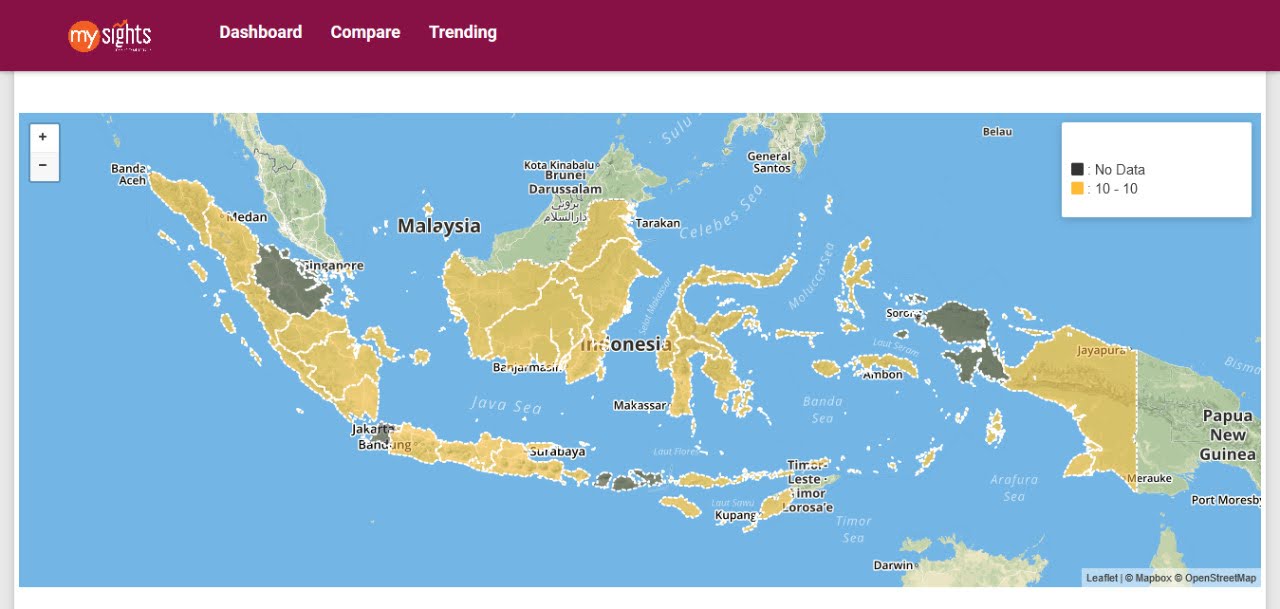 my sights
Dashboard Compare Trending
+
−
: No Data
: 10 - 10
Belau
Sulu
General
Santos
Kota Kinabalu
Brunei
Darussalam
بروني
دارالسلام
Banda
Aceh
Medan
Malaysia
Tarakan
Celebes Sea
Molucca Sea
Singapore
Selat Makassar
Sorong
Indonesia
Laut Seram
Jayapura
Bisma
Banjarmasin
Ambon
Java Sea
Makassar
Banda
Sea
Papua
New
Guinea
Jakarta
Bandung
Surabaya
Laut Flores
Timor-
Leste -
Timor
Lorosa'e
Arafura
Sea
Merauke
Port Moresby
Laut Sawu
Kupang
Timor
Sea
Darwin
Leaflet | © Mapbox © OpenStreetMap